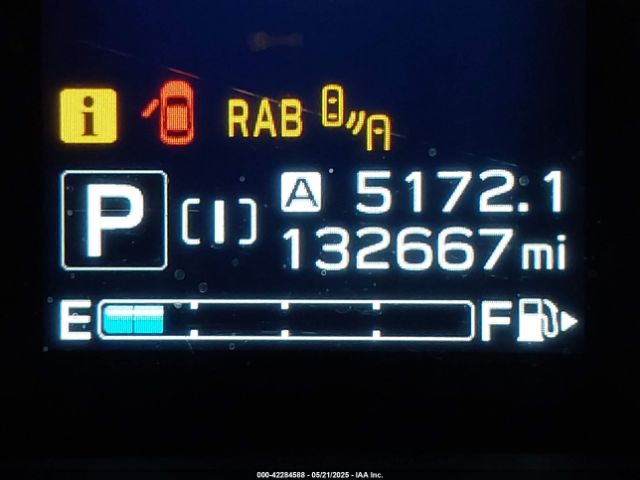 i RAB
A 5172.1
P [I] 132667 mi
E F
000-42284588 - 05/21/2025 - IAA Inc.